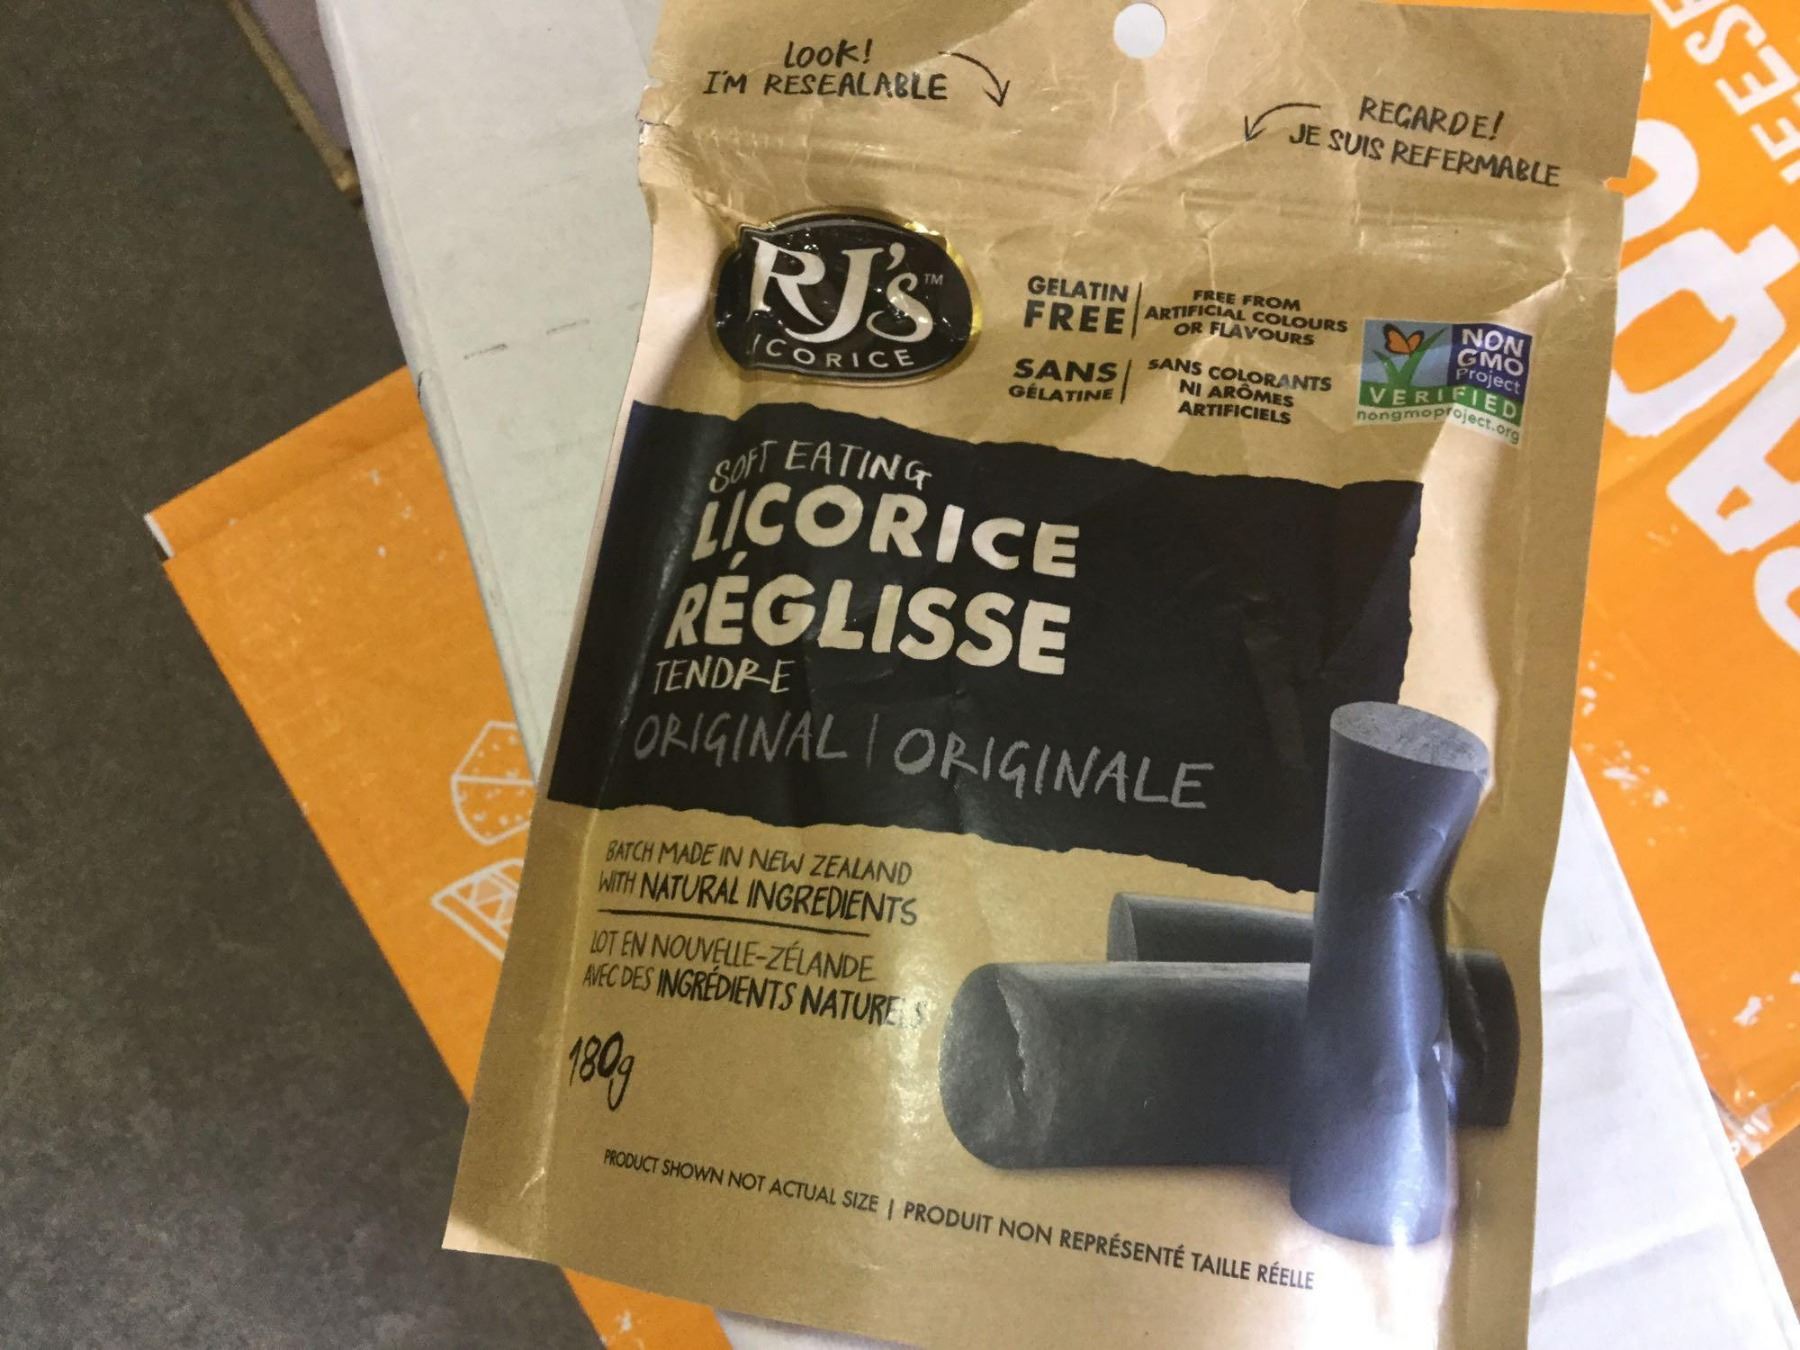 LOOK!
I'M RESEALABLE
REGARDE!
JE SUIS REFERMABLE
RJ'S™
ICORICE
GELATIN
FREE
FREE FROM
ARTIFICIAL COLOURS
OR FLAVOURS
SANS
GÉLATINE
SANS COLORANTS
NI ARÔMES
ARTIFICIELS
NON
GMO
Project
VERIFIED
nongmoproject.org
SOFT EATING
LICORICE
RÉGLISSE
TENDRE
ORIGINAL | ORIGINALE
BATCH MADE IN NEW ZEALAND
WITH NATURAL INGREDIENTS
LOT EN NOUVELLE-ZÉLANDE
AVEC DES INGRÉDIENTS NATURELS
180g
PRODUCT SHOWN NOT ACTUAL SIZE | PRODUIT NON REPRÉSENTÉ TAILLE RÉELLE